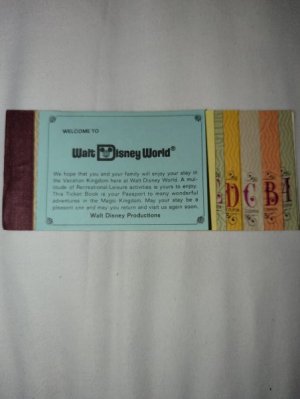 WELCOME TO
Walt Disney World®
We hope that you and your family will enjoy your stay in
the Vacation Kingdom here at Walt Disney World. A mul-
titude of Recreational-Leisure activities is yours to enjoy.
This Ticket Book is your Passport to many wonderful
adventures in the Magic Kingdom. May your stay be a
pleasant one and may you return and visit us again soon.
Walt Disney Productions
E D C B A